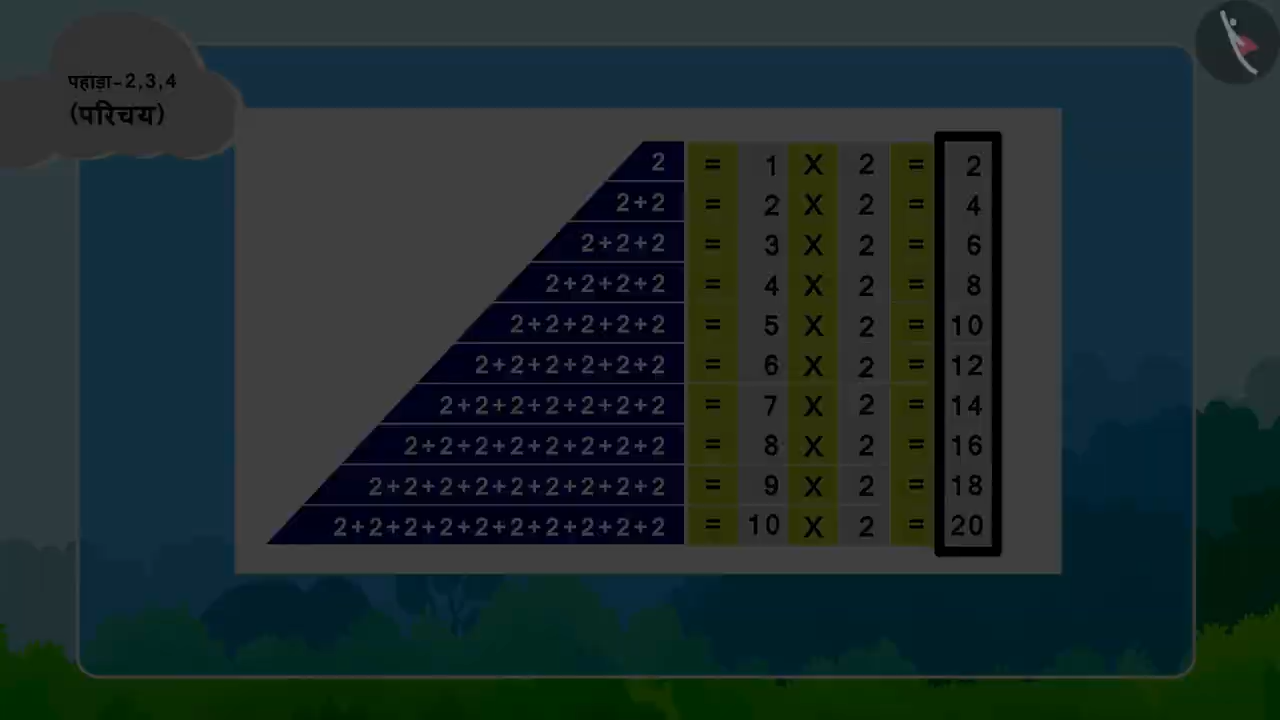 पहाड़ा-2,3,4
(परिचय)
2 = 1 X 2 = 2
2+2 = 2 X 2 = 4
2+2+2 = 3 X 2 = 6
2+2+2+2 = 4 X 2 = 8
2+2+2+2+2 = 5 X 2 = 10
2+2+2+2+2+2 = 6 X 2 = 12
2+2+2+2+2+2+2 = 7 X 2 = 14
2+2+2+2+2+2+2+2 = 8 X 2 = 16
2+2+2+2+2+2+2+2+2 = 9 X 2 = 18
2+2+2+2+2+2+2+2+2+2 = 10 X 2 = 20